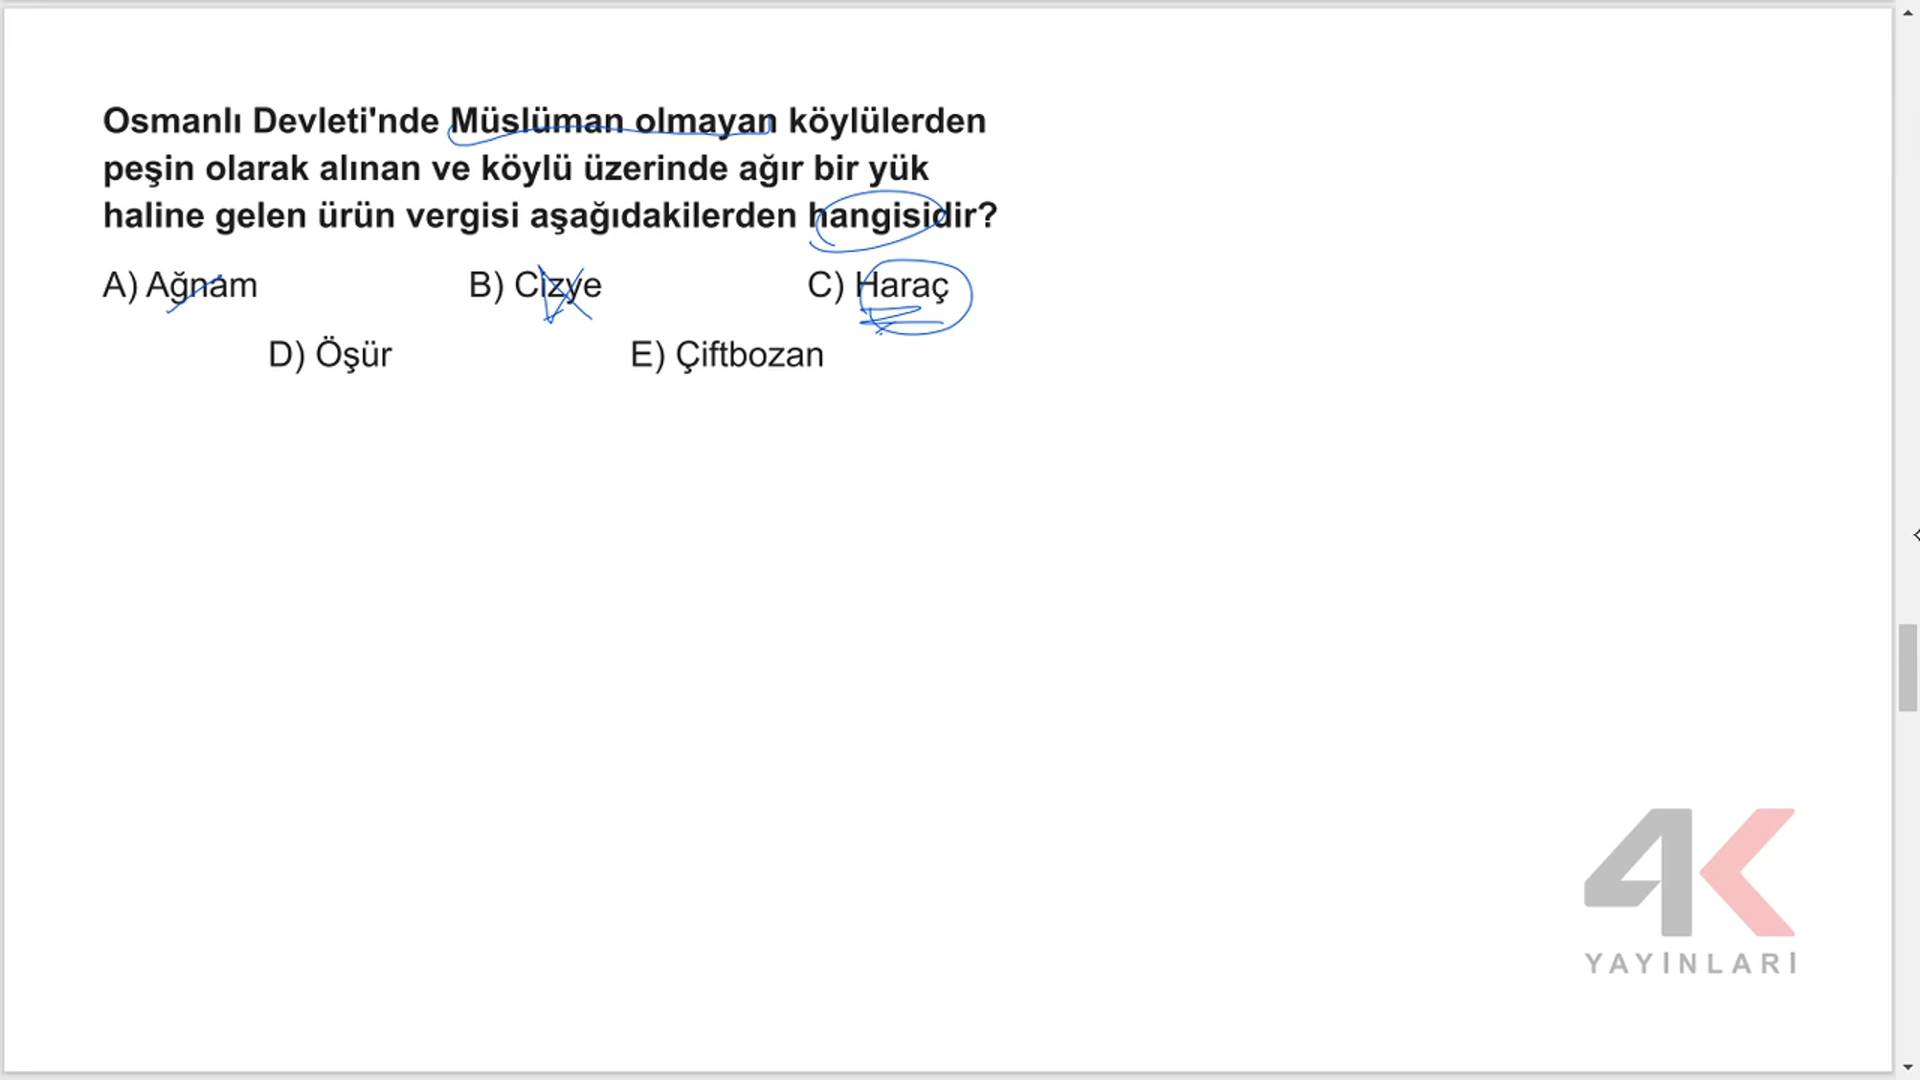 Osmanlı Devleti'nde Müslüman olmayan köylülerden
peşin olarak alınan ve köylü üzerinde ağır bir yük
haline gelen ürün vergisi aşağıdakilerden hangisidir?
A) Ağnam B) Cizye C) Haraç
D) Öşür E) Çiftbozan
4K
YAYINLARI